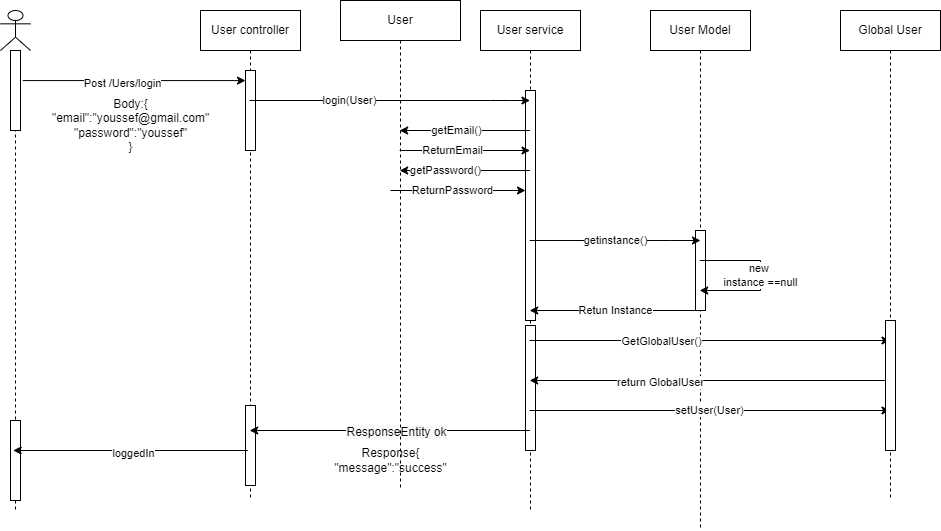 User
User controller
User service
User Model
Global User
Post /Uers/login
Body:{
"email":"youssef@gmail.com"
"password":"youssef"
}
login(User)
getEmail()
ReturnEmail
getPassword()
ReturnPassword
getinstance()
new
instance ==null
Retun Instance
GetGlobalUser()
return GlobalUser
setUser(User)
ResponseEntity ok
Response{
"message":"success"
loggedIn